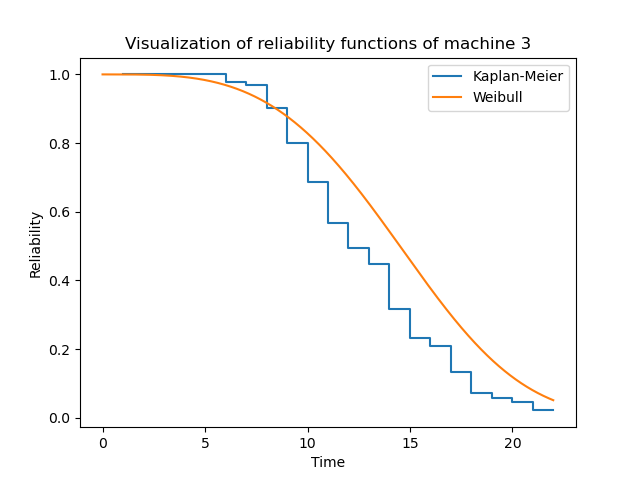 Visualization of reliability functions of machine 3
Kaplan-Meier
Weibull
1.0
0.8
0.6
0.4
0.2
0.0
Reliability
0
5
10
15
20
Time